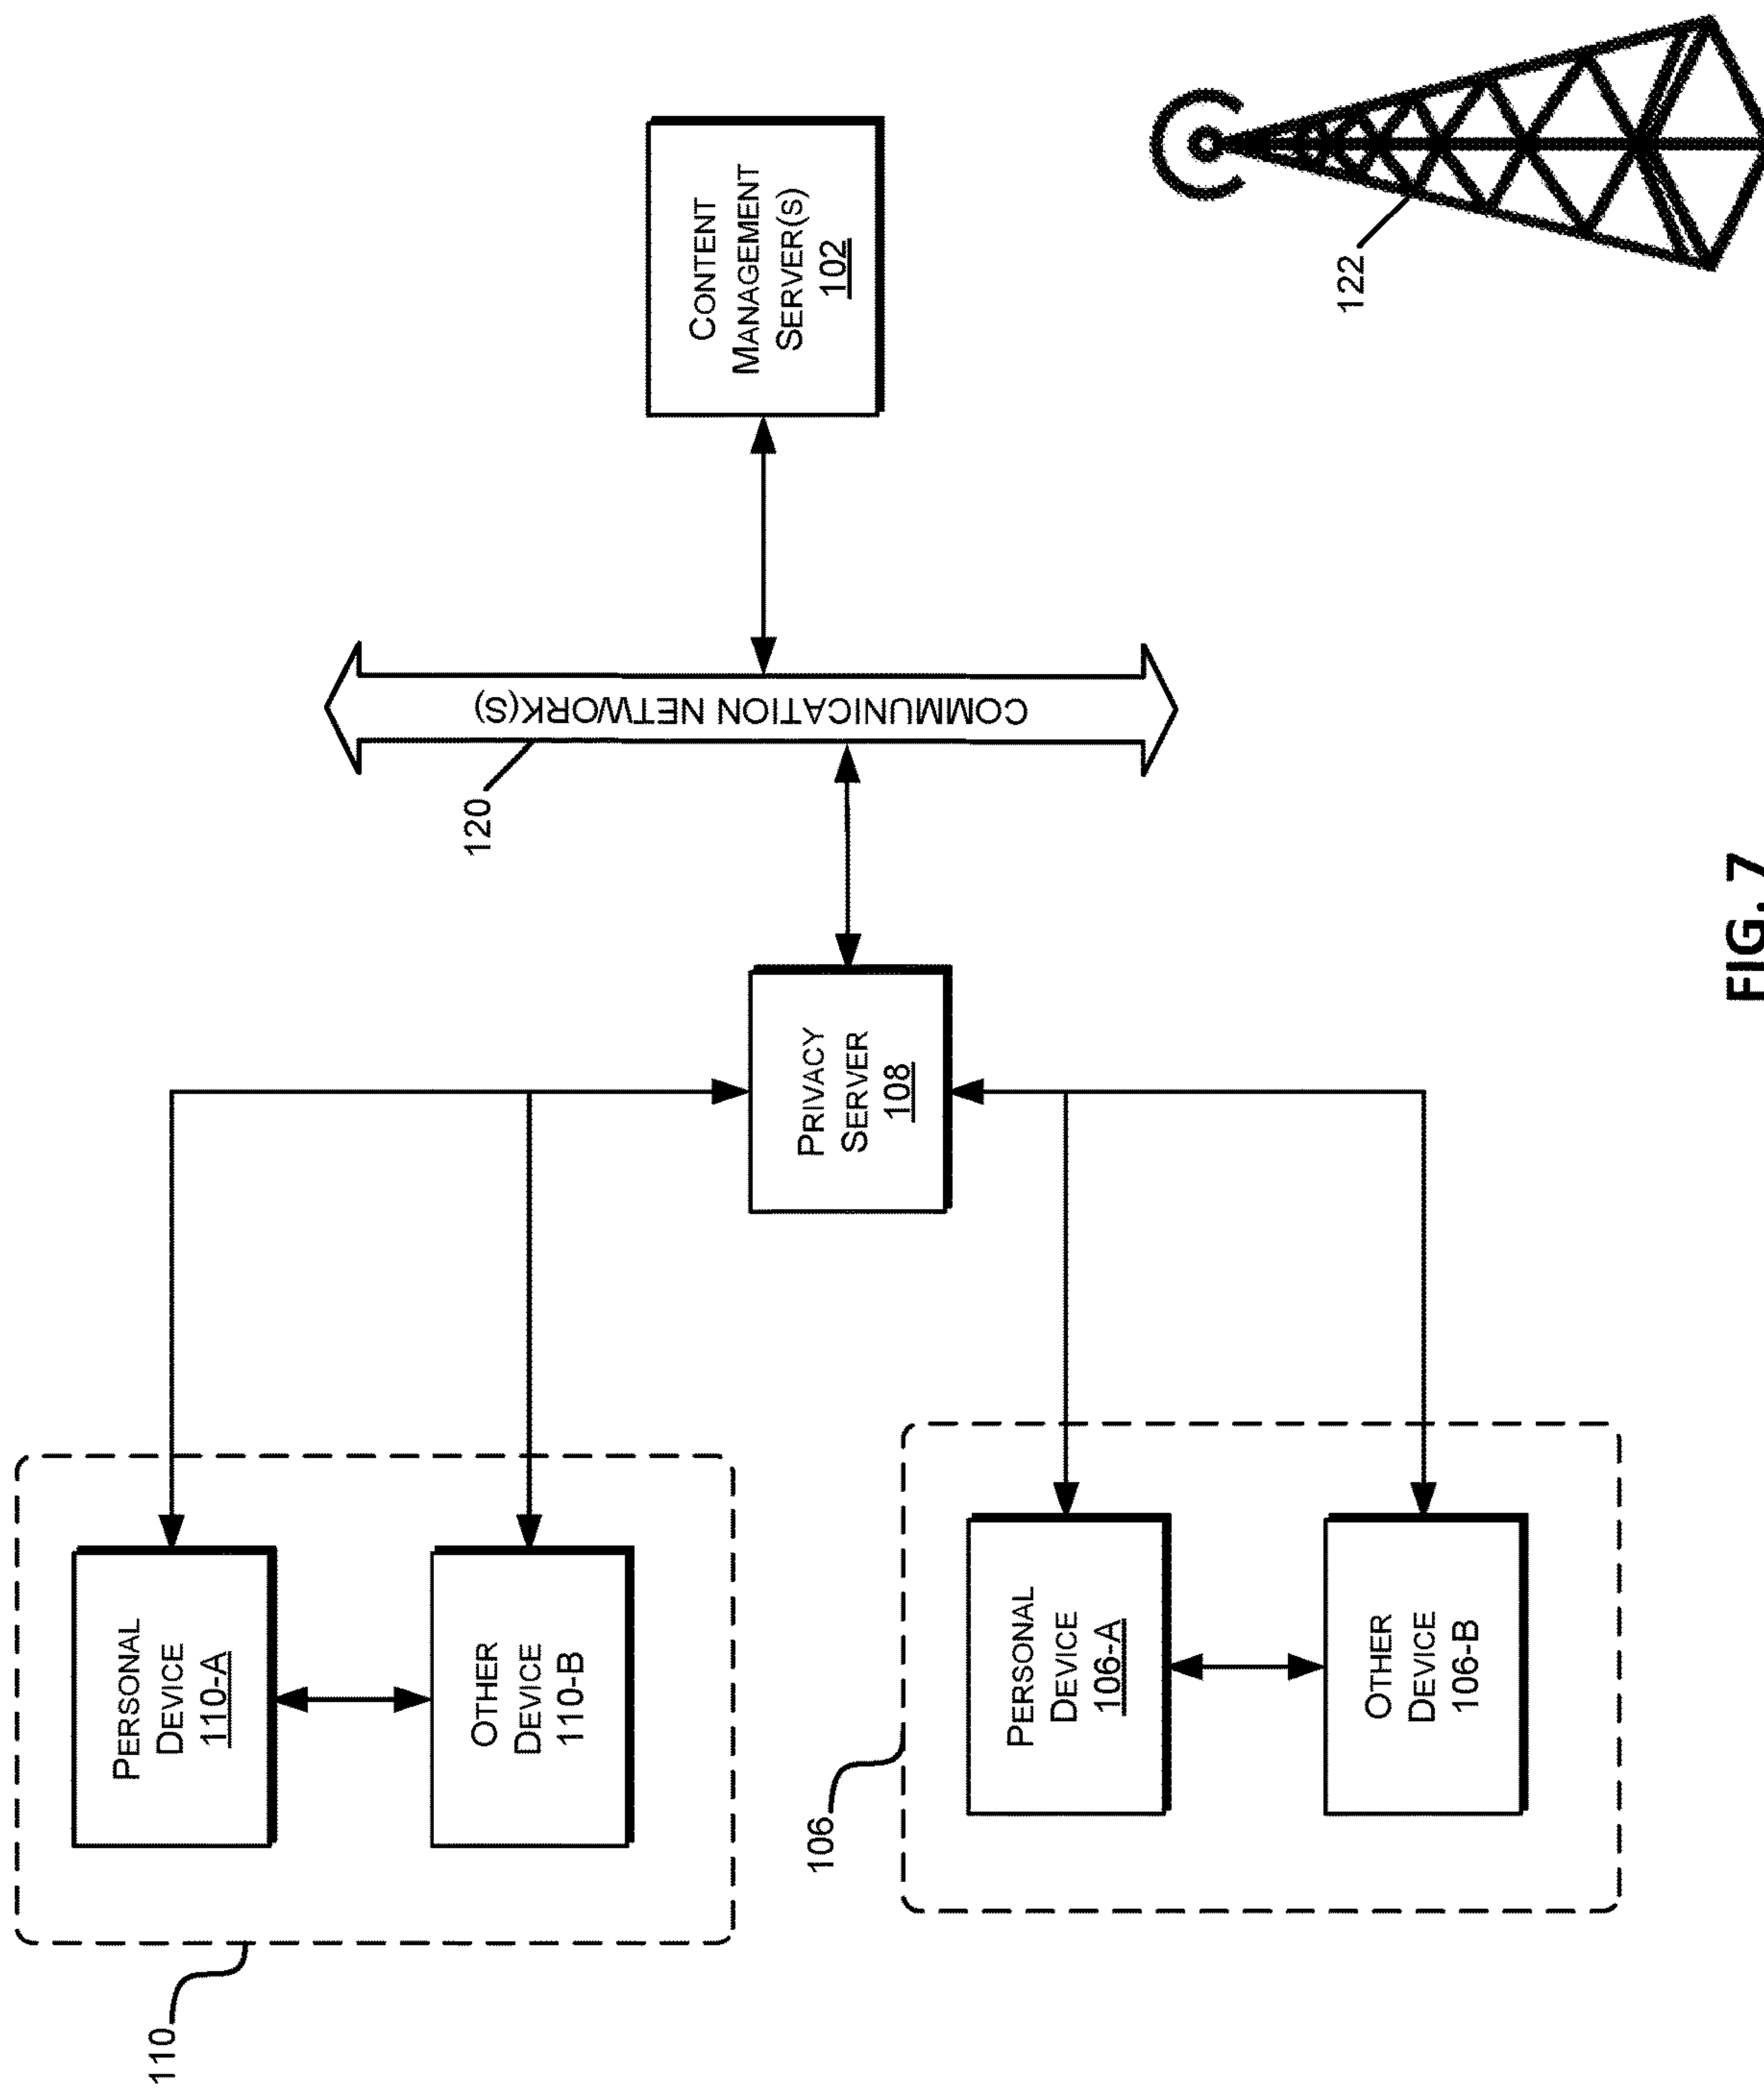 110
PERSONAL
DEVICE
110-A
OTHER
DEVICE
110-B
106
PERSONAL
DEVICE
106-A
OTHER
DEVICE
106-B
PRIVACY
SERVER
108
120
COMMUNICATION NETWORK(S)
CONTENT
MANAGEMENT
SERVER(S)
102
122
FIG. 7